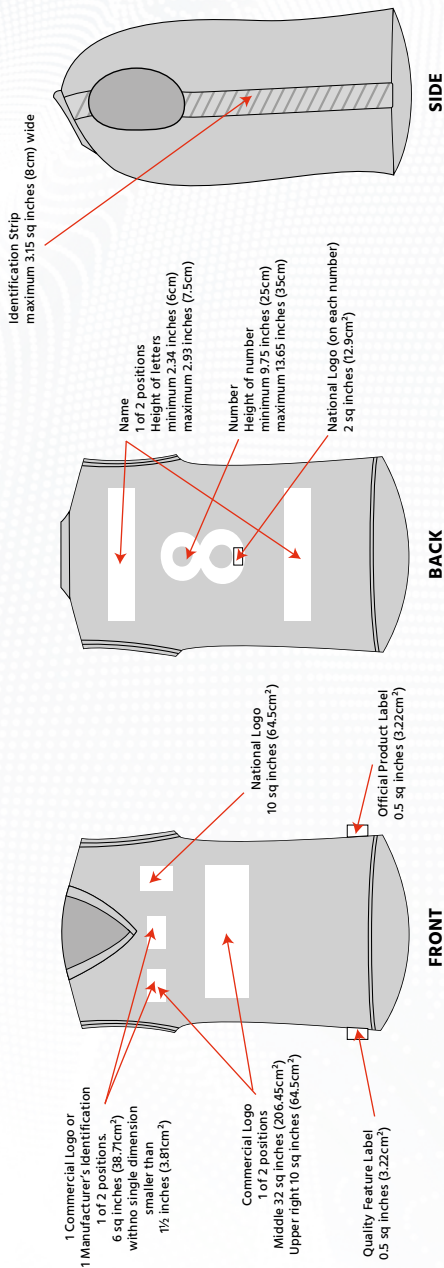 1 Commercial Logo or
1 Manufacturer's Identification
1 of 2 positions.
6 sq inches (38.71cm²)
withno single dimension
smaller than
1½ inches (3.81cm²)
National Logo
10 sq inches (64.5cm²)
Commercial Logo
1 of 2 positions
Middle 32 sq inches (206.45cm²)
Upper right 10 sq inches (64.5cm²)
Quality Feature Label
0.5 sq inches (3.22cm²)
Official Product Label
0.5 sq inches (3.22cm²)
FRONT
Name
1 of 2 positions
Height of letters
minimum 2.34 inches (6cm)
maximum 2.93 inches (7.5cm)
8
Number
Height of number
minimum 9.75 inches (25cm)
maximum 13.65 inches (35cm)
National Logo (on each number)
2 sq inches (12.9cm²)
BACK
Identification Strip
maximum 3.15 sq inches (8cm) wide
SIDE